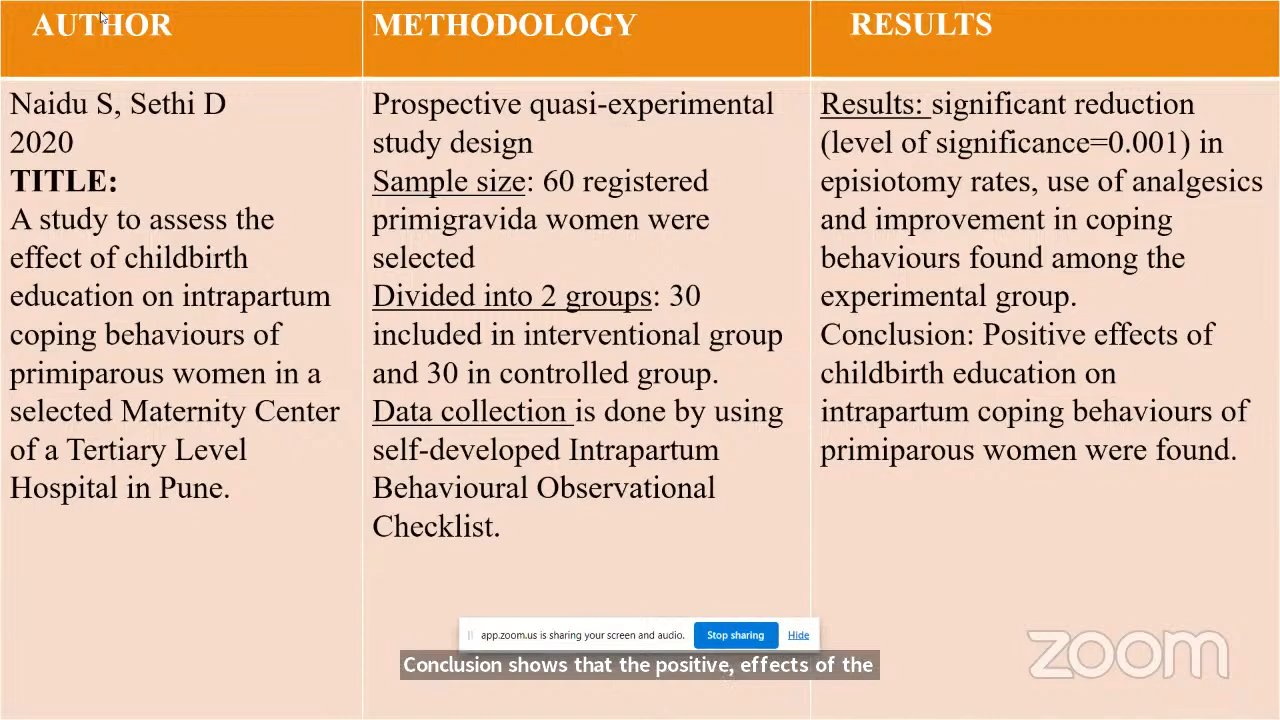 AUTHOR
METHODOLOGY
RESULTS
Naidu S, Sethi D
2020
TITLE:
A study to assess the
effect of childbirth
education on intrapartum
coping behaviours of
primiparous women in a
selected Maternity Center
of a Tertiary Level
Hospital in Pune.
Prospective quasi-experimental
study design
Sample size: 60 registered
primigravida women were
selected
Divided into 2 groups: 30
included in interventional group
and 30 in controlled group.
Data collection is done by using
self-developed Intrapartum
Behavioural Observational
Checklist.
Results: significant reduction
(level of significance=0.001) in
episiotomy rates, use of analgesics
and improvement in coping
behaviours found among the
experimental group.
Conclusion: Positive effects of
childbirth education on
intrapartum coping behaviours of
primiparous women were found.
app.zoom.us is sharing your screen and audio.
Stop sharing
Hide
Conclusion shows that the positive, effects of the
zoom